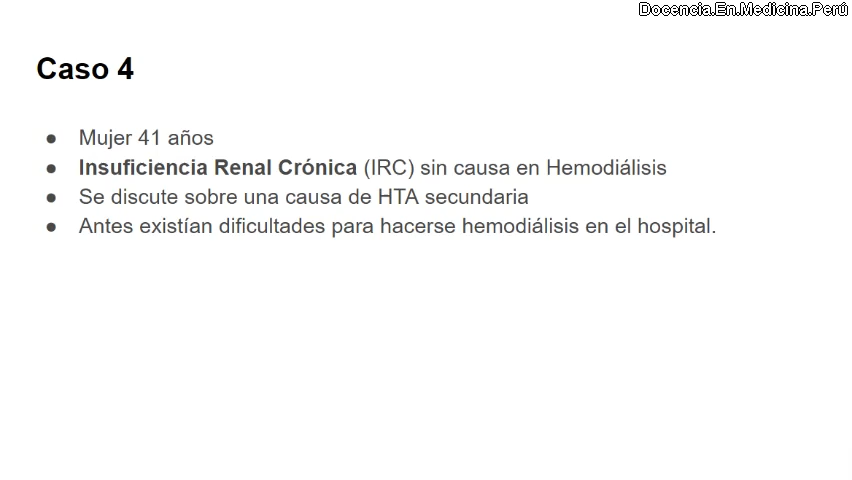 Docencia.En.Medicina.Perú
Caso 4
● Mujer 41 años
● Insuficiencia Renal Crónica (IRC) sin causa en Hemodiálisis
● Se discute sobre una causa de HTA secundaria
● Antes existían dificultades para hacerse hemodiálisis en el hospital.